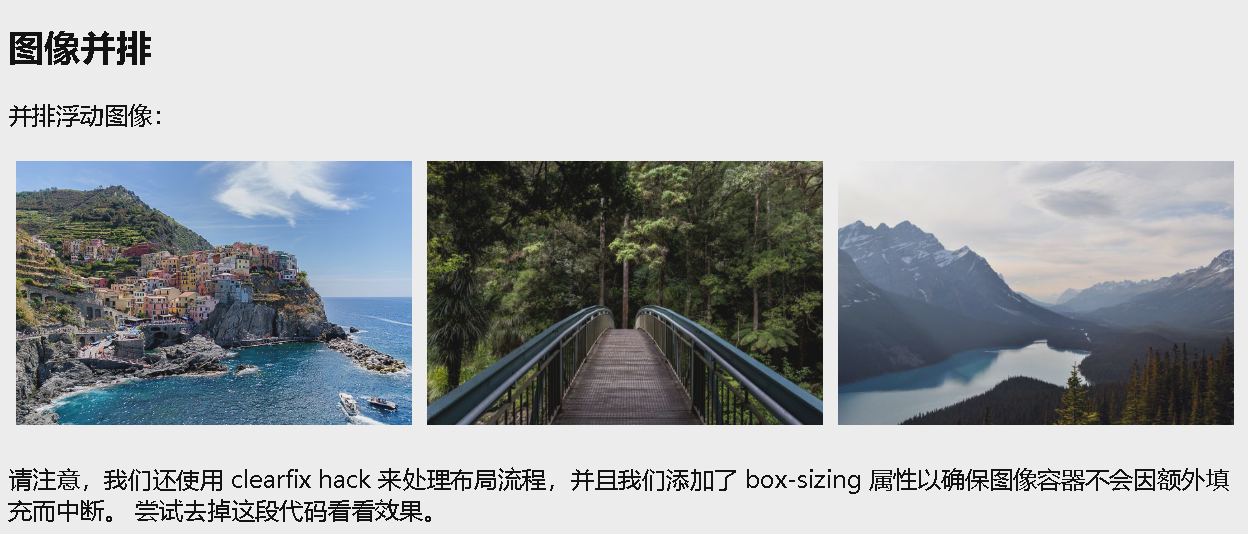 图像并排
并排浮动图像：
请注意，我们还使用 clearfix hack 来处理布局流程，并且我们添加了 box-sizing 属性以确保图像容器不会因额外填
充而中断。 尝试去掉这段代码看看效果。